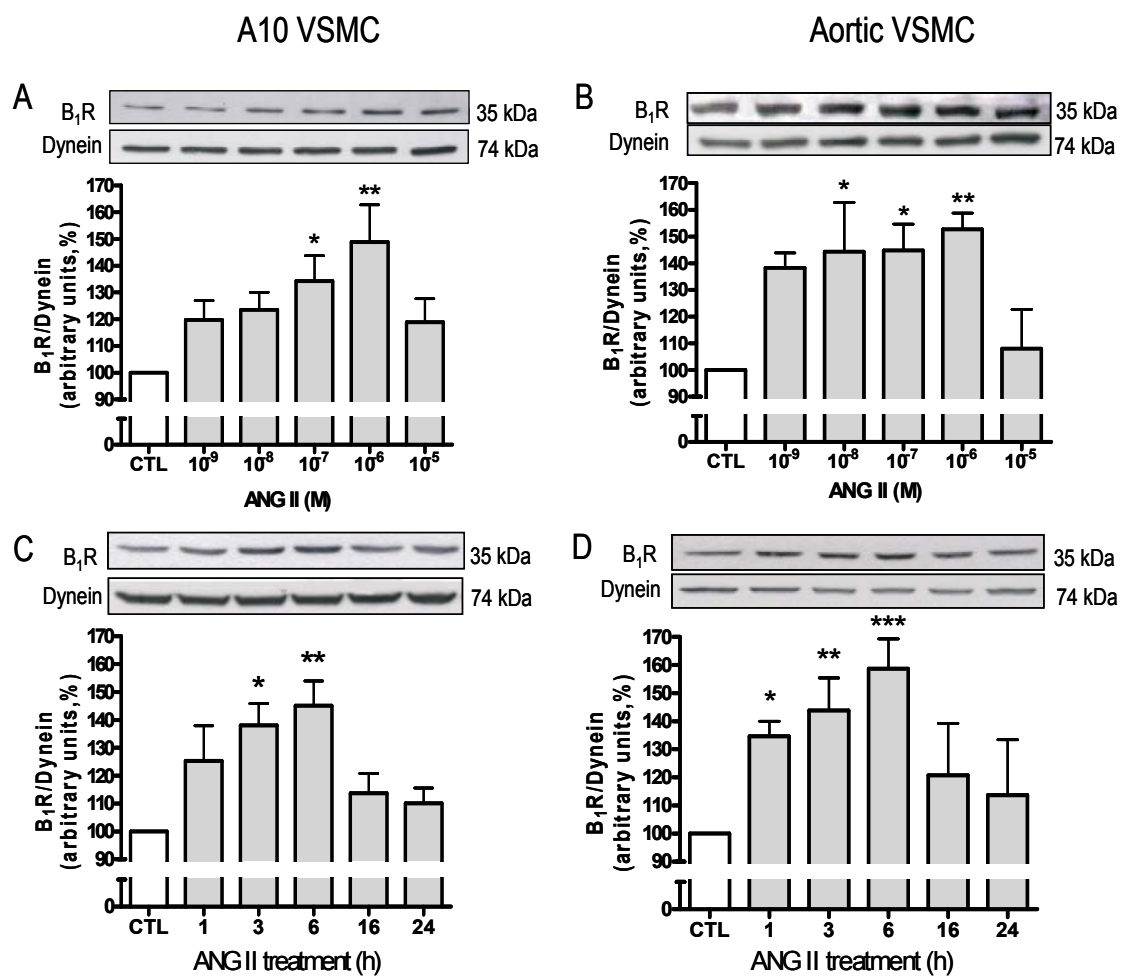 A10 VSMC
Aortic VSMC
A
B₁R
35 kDa
Dynein
74 kDa
170
160
150
140
130
120
110
100
90
0
B₁R/Dynein
(arbitrary units,%)
*
**
CTL 10⁻⁹ 10⁻⁸ 10⁻⁷ 10⁻⁶ 10⁻⁵
ANG II (M)
B
B₁R
35 kDa
Dynein
74 kDa
170
160
150
140
130
120
110
100
90
0
B₁R/Dynein
(arbitrary units,%)
*
*
**
CTL 10⁻⁹ 10⁻⁸ 10⁻⁷ 10⁻⁶ 10⁻⁵
ANG II (M)
C
B₁R
35 kDa
Dynein
74 kDa
170
160
150
140
130
120
110
100
90
0
B₁R/Dynein
(arbitrary units,%)
*
**
CTL 1 3 6 16 24
ANG II treatment (h)
D
B₁R
35 kDa
Dynein
74 kDa
170
160
150
140
130
120
110
100
90
0
B₁R/Dynein
(arbitrary units,%)
*
**
***
CTL 1 3 6 16 24
ANG II treatment (h)